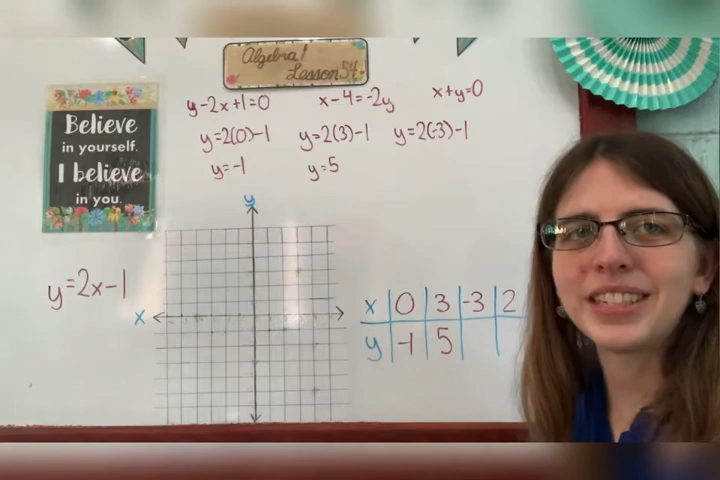 Algebra 1
Lesson 54
Believe
in yourself.
I believe
in you.
y-2x+1=0
x-4=-2y
x+y=0
y=2(0)-1
y=2(3)-1
y=2(-3)-1
y=-1
y=5
y
y=2x-1
x
x 0 3 -3 2
y -1 5